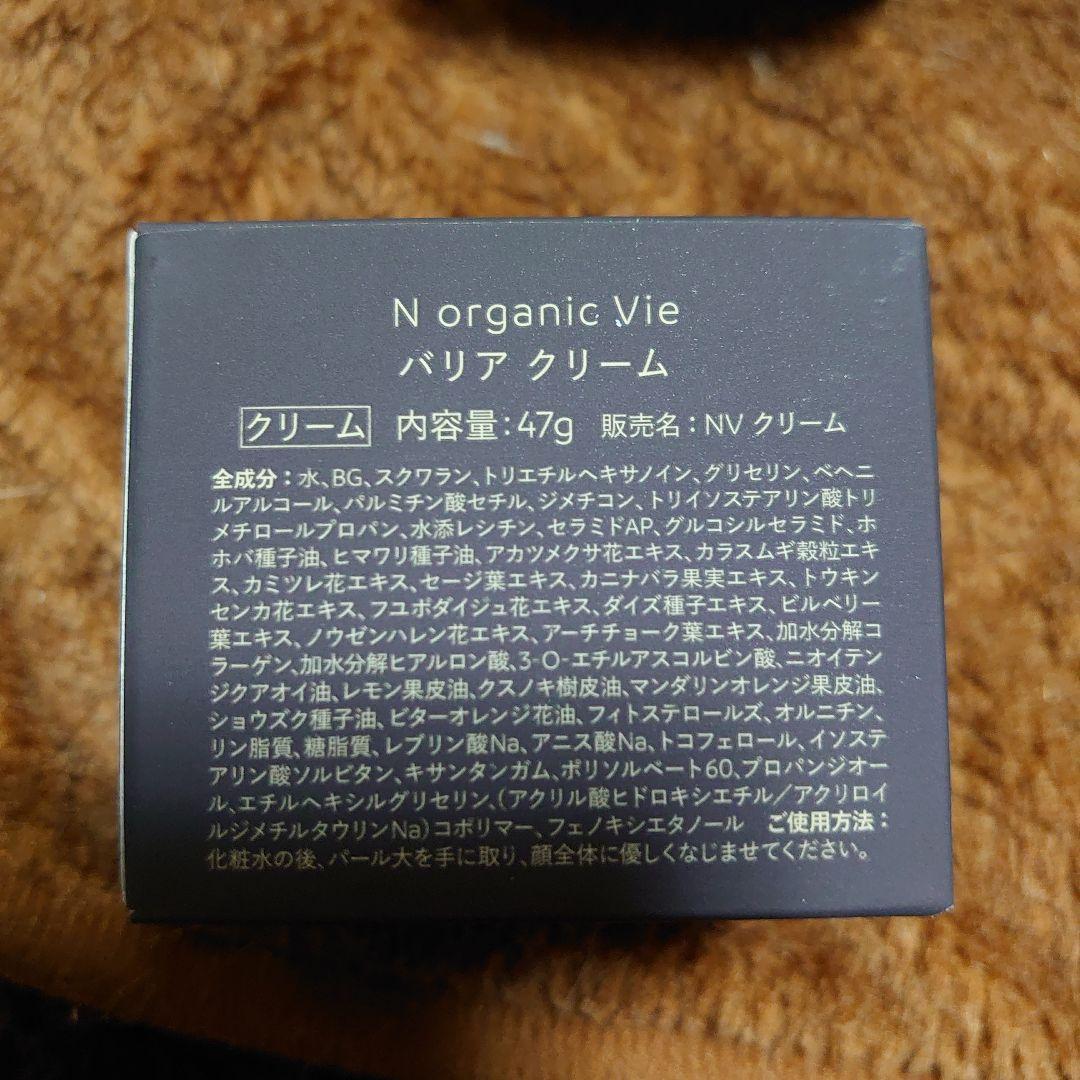 N organic Vie
バリア クリーム
クリーム 内容量:47g 販売名:NV クリーム
全成分:水、BG、スクワラン、トリエチルヘキサノイン、グリセリン、ベヘニ
ルアルコール、パルミチン酸セチル、ジメチコン、トリイソステアリン酸トリ
メチロールプロパン、水添レシチン、セラミドAP、グルコシルセラミド、ホ
ホバ種子油、ヒマワリ種子油、アカツメクサ花エキス、カラスムギ穀粒エキ
ス、カミツレ花エキス、セージ葉エキス、カニナバラ果実エキス、トウキン
センカ花エキス、フユボダイジュ花エキス、ダイズ種子エキス、ビルベリー
葉エキス、ノウゼンハレン花エキス、アーチチョーク葉エキス、加水分解コ
ラーゲン、加水分解ヒアルロン酸、3-O-エチルアスコルビン酸、ニオイテン
ジクアオイ油、レモン果皮油、クスノキ樹皮油、マンダリンオレンジ果皮油、
ショウズク種子油、ビターオレンジ花油、フィトステロールズ、オルニチン、
リン脂質、糖脂質、レブリン酸Na、アニス酸Na、トコフェロール、イソステ
アリン酸ソルビタン、キサンタンガム、ポリソルベート60、プロパンジオー
ル、エチルヘキシルグリセリン、(アクリル酸ヒドロキシエチル/アクリロイ
ルジメチルタウリンNa)コポリマー、フェノキシエタノール ご使用方法:
化粧水の後、パール大を手に取り、顔全体に優しくなじませてください。